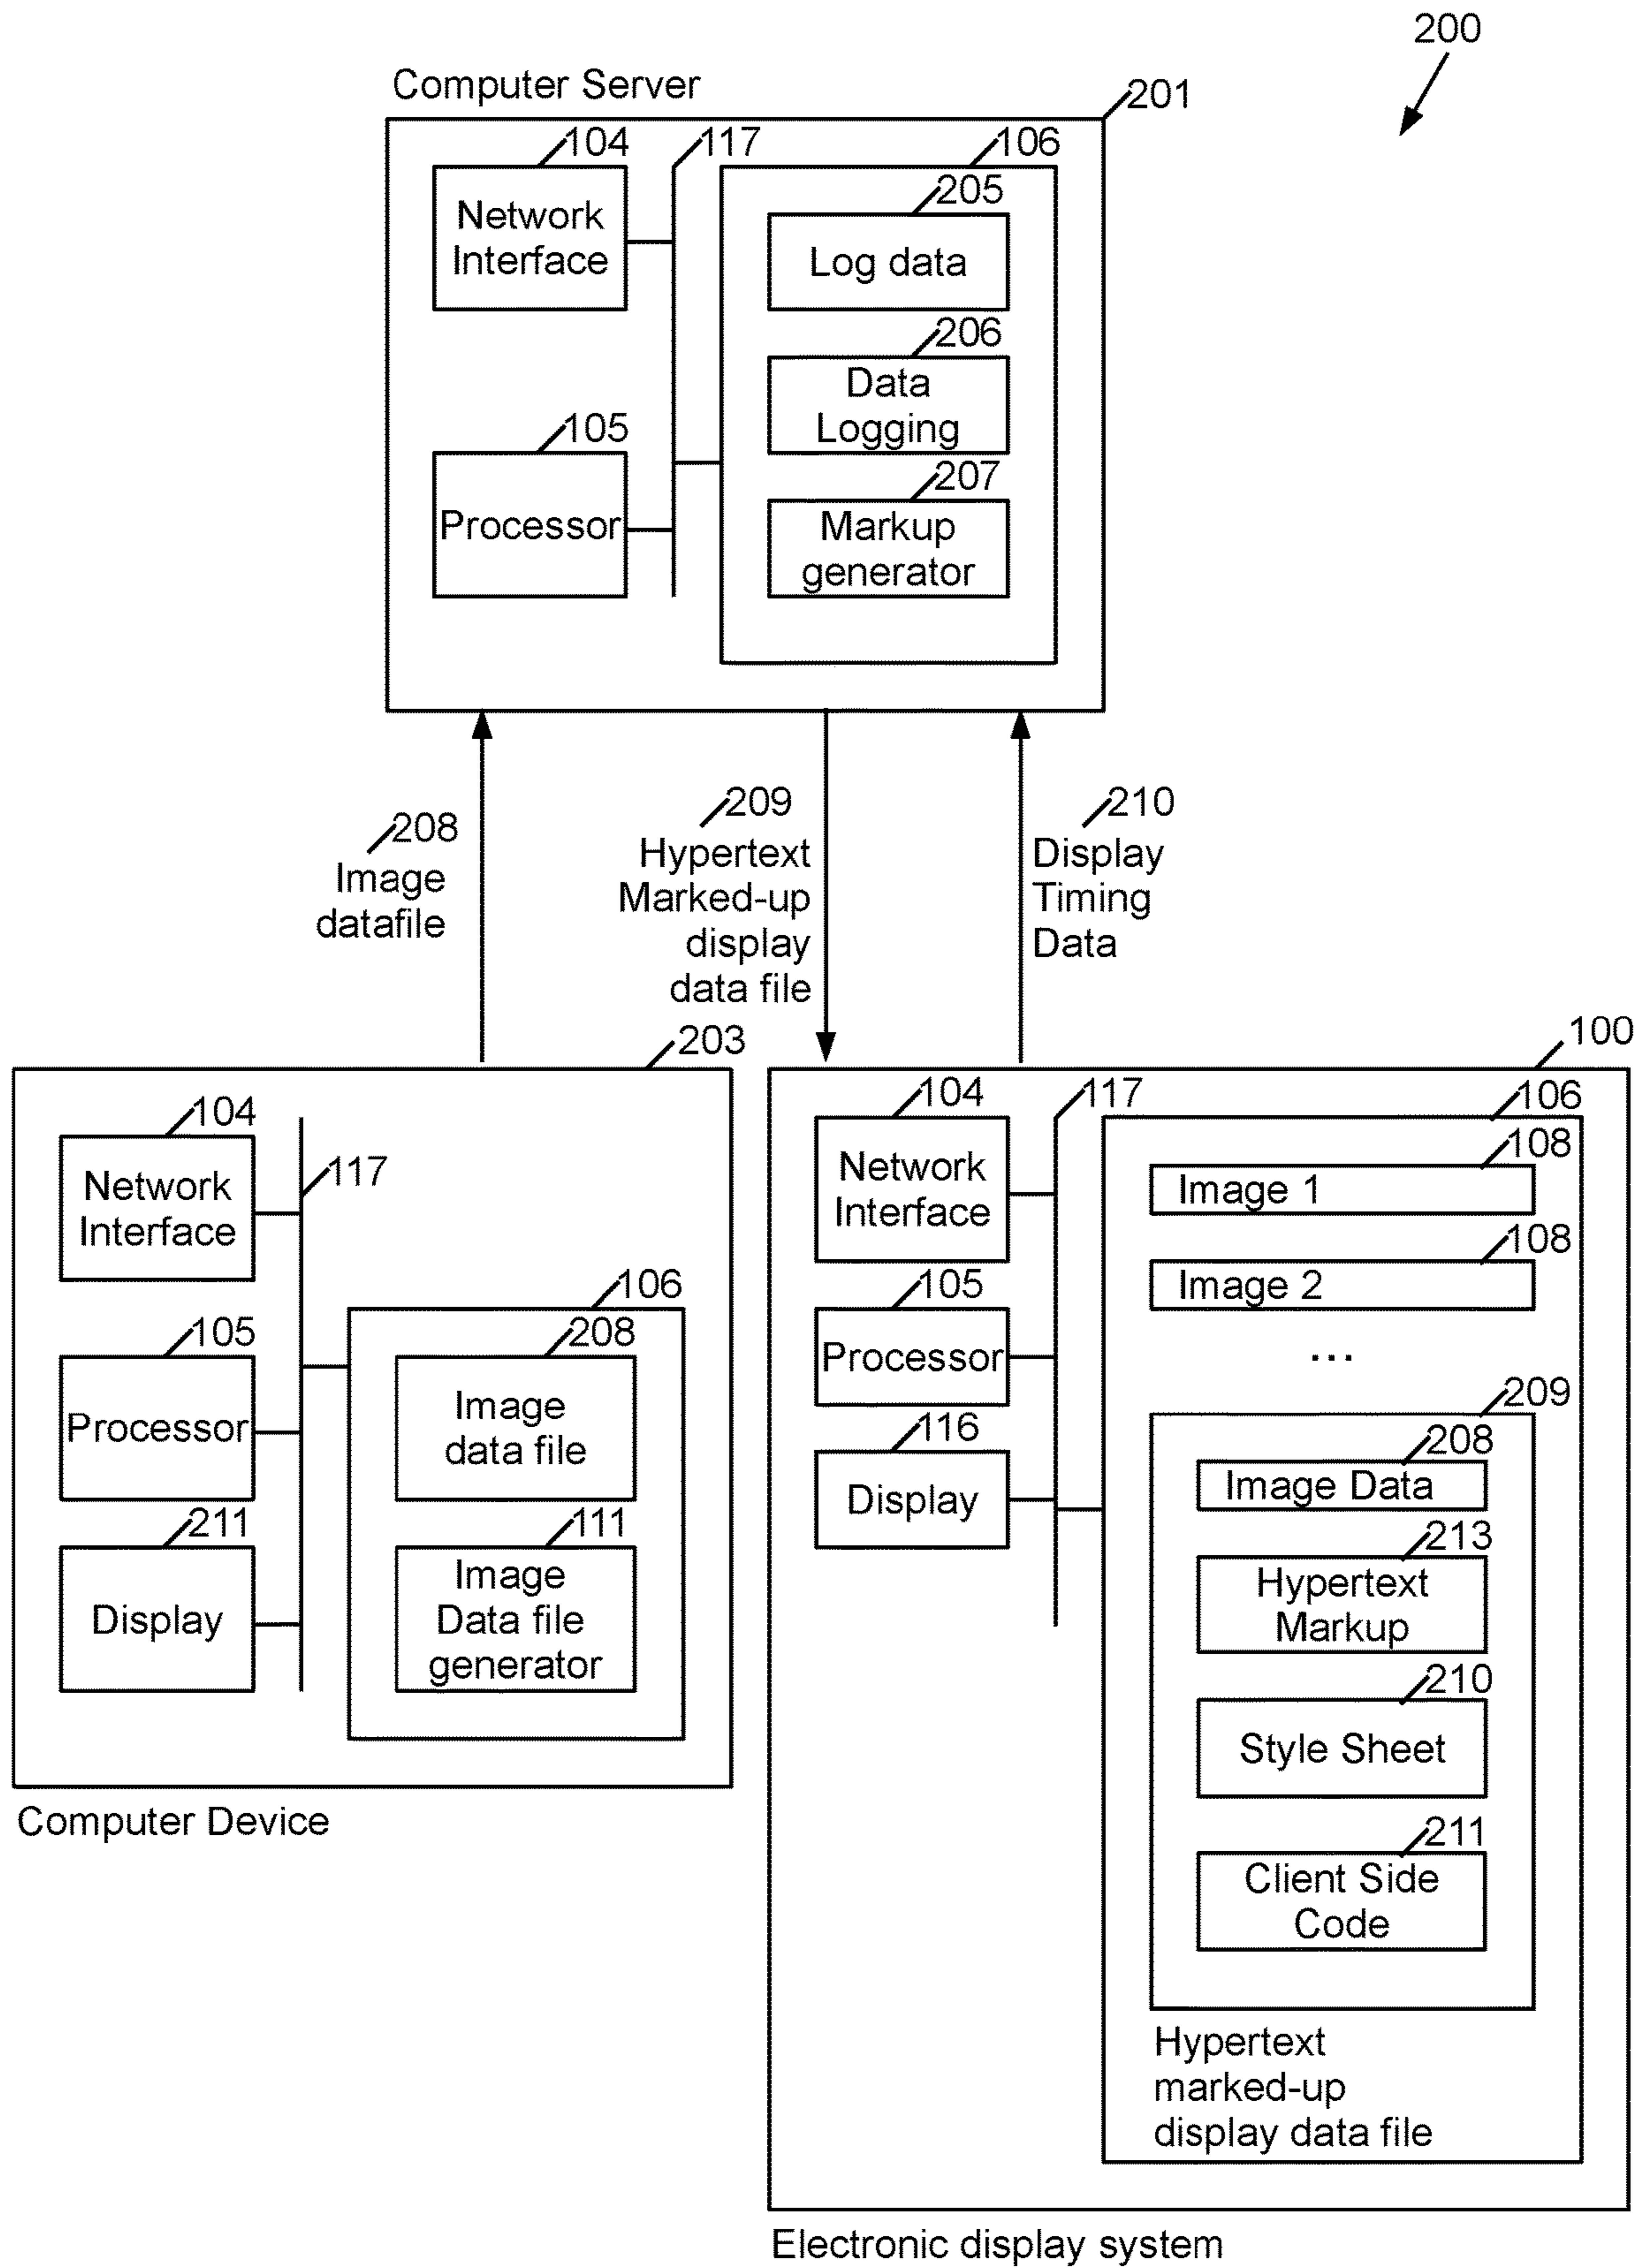 200
Computer Server
201
104
117
106
Network
Interface
205
Log data
206
Data
Logging
105
Processor
207
Markup
generator
208
Image
datafile
209
Hypertext
Marked-up
display
data file
210
Display
Timing
Data
203
104
Network
Interface
117
105
Processor
211
Display
106
208
Image
data file
111
Image
Data file
generator
Computer Device
100
104
Network
Interface
117
105
Processor
116
Display
106
108
Image 1
108
Image 2
...
209
208
Image Data
213
Hypertext
Markup
210
Style Sheet
211
Client Side
Code
Hypertext
marked-up
display data file
Electronic display system